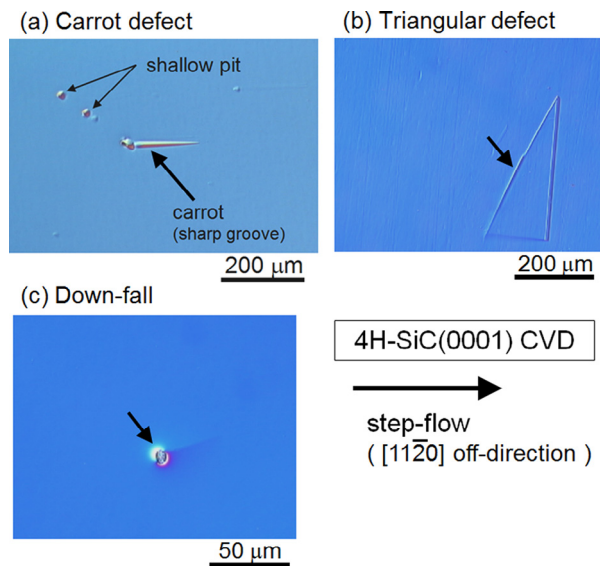 (a) Carrot defect
shallow pit
carrot
(sharp groove)
200 μm
(b) Triangular defect
200 μm
(c) Down-fall
50 μm
4H-SiC(0001) CVD
step-flow
( [112̅0] off-direction )